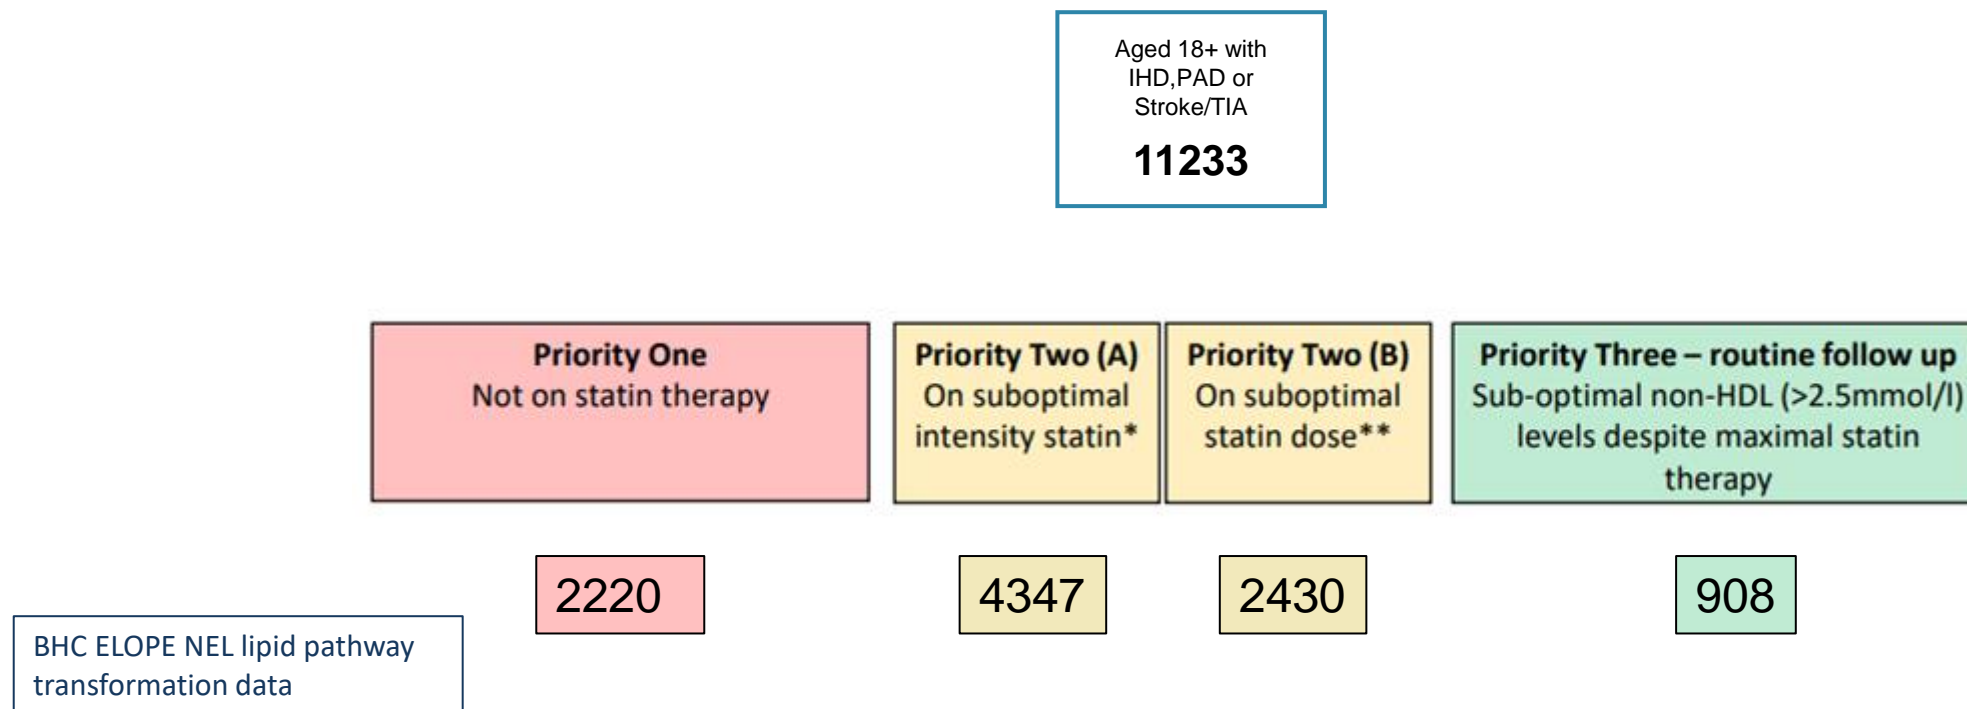 Aged 18+ with
IHD,PAD or
Stroke/TIA
11233
Priority One
Not on statin therapy
Priority Two (A)
On suboptimal
intensity statin*
Priority Two (B)
On suboptimal
statin dose**
Priority Three – routine follow up
Sub-optimal non-HDL (>2.5mmol/l)
levels despite maximal statin
therapy
2220
4347
2430
908
BHC ELOPE NEL lipid pathway
transformation data